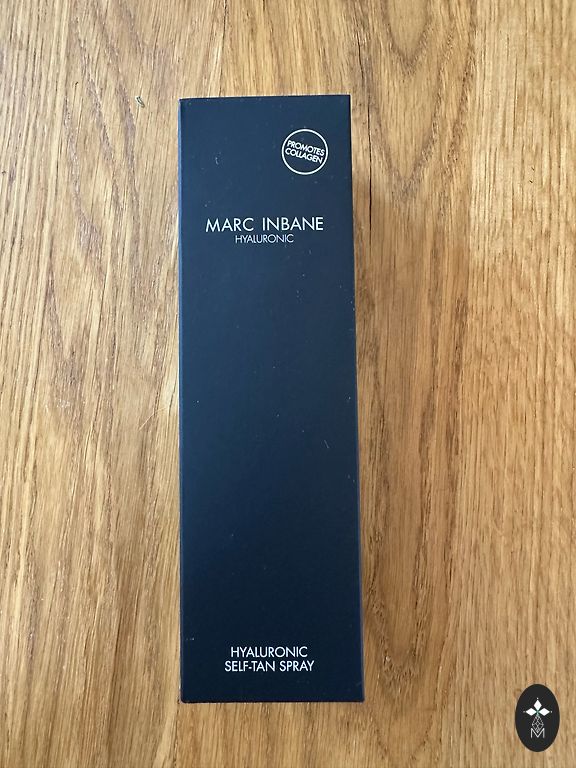 PROMOTES
COLLAGEN
MARC INBANE
HYALURONIC
HYALURONIC
SELF-TAN SPRAY
M